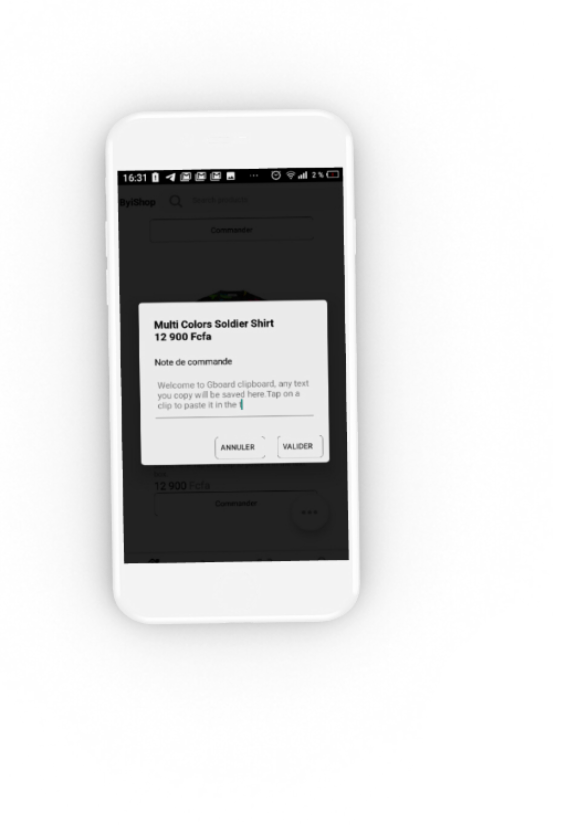 16:31 ... 2 %
ByiShop
Commander
Multi Colors Soldier Shirt
12 900 Fcfa
Note de commande
Welcome to Gboard clipboard, any text
you copy will be saved here.Tap on a
clip to paste it in the t
ANNULER VALIDER
12 900 Fcfa
Commander